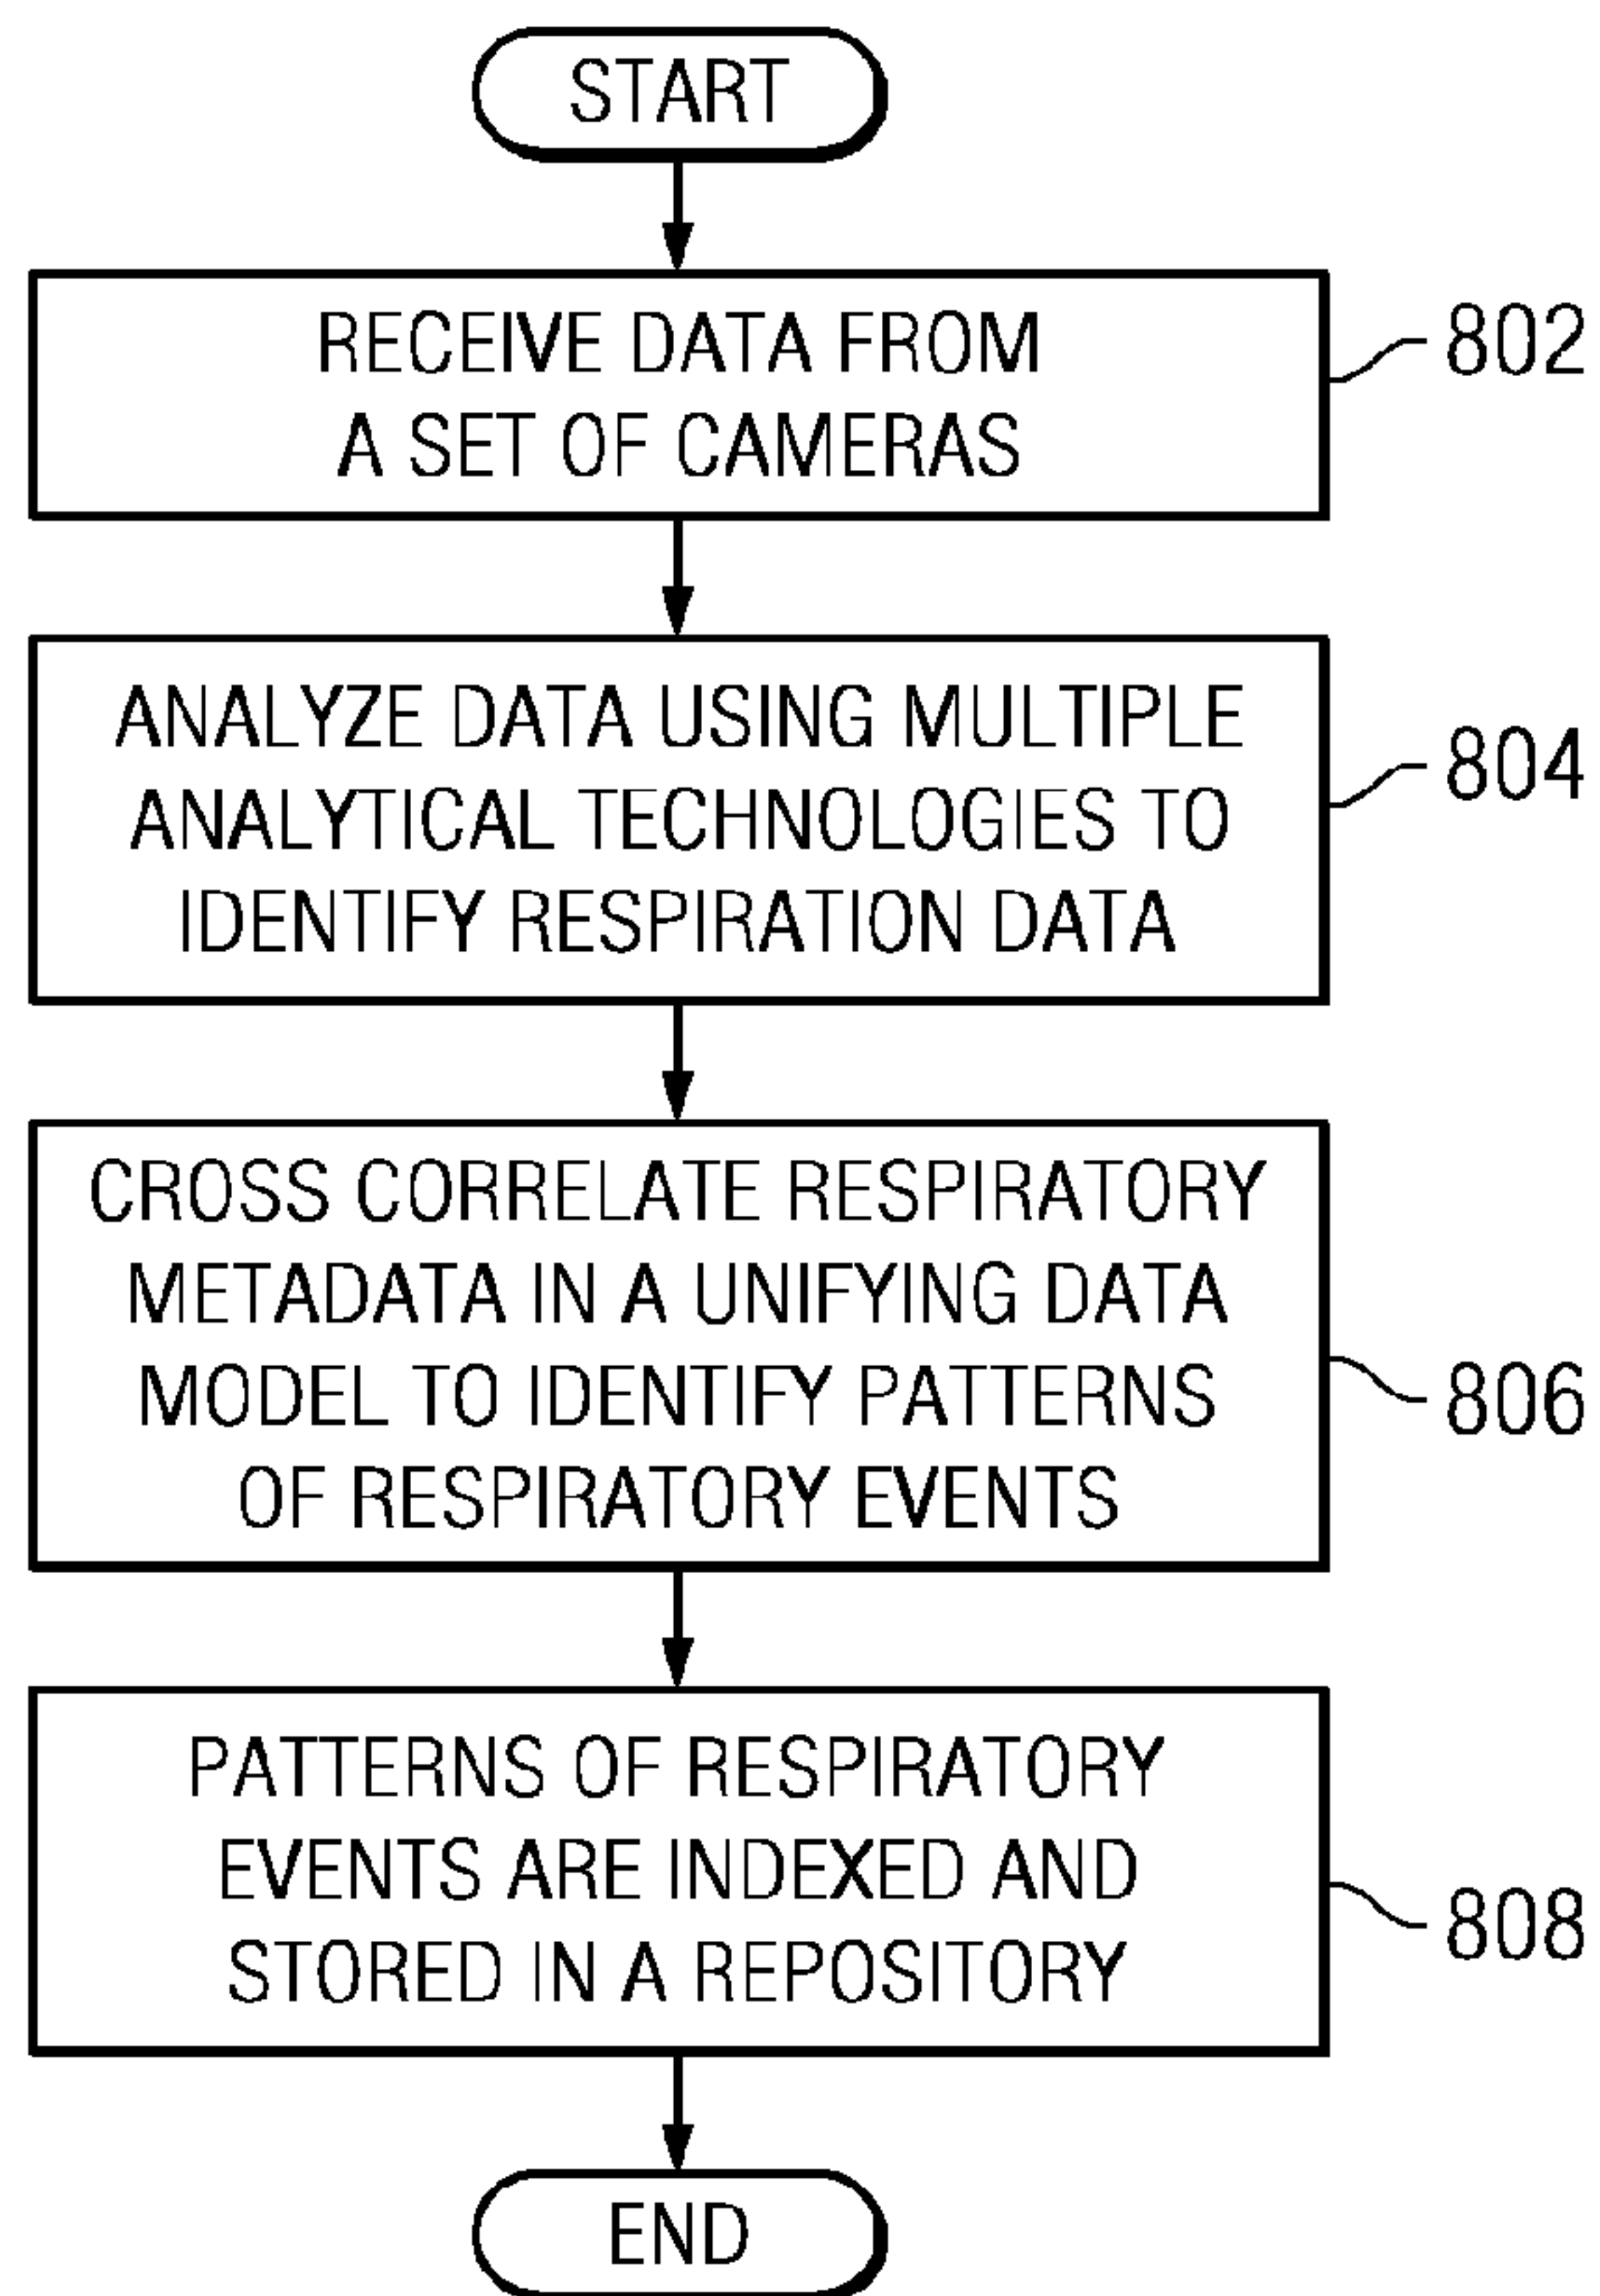 START
RECEIVE DATA FROM
A SET OF CAMERAS
802
ANALYZE DATA USING MULTIPLE
ANALYTICAL TECHNOLOGIES TO
IDENTIFY RESPIRATION DATA
804
CROSS CORRELATE RESPIRATORY
METADATA IN A UNIFYING DATA
MODEL TO IDENTIFY PATTERNS
OF RESPIRATORY EVENTS
806
PATTERNS OF RESPIRATORY
EVENTS ARE INDEXED AND
STORED IN A REPOSITORY
808
END